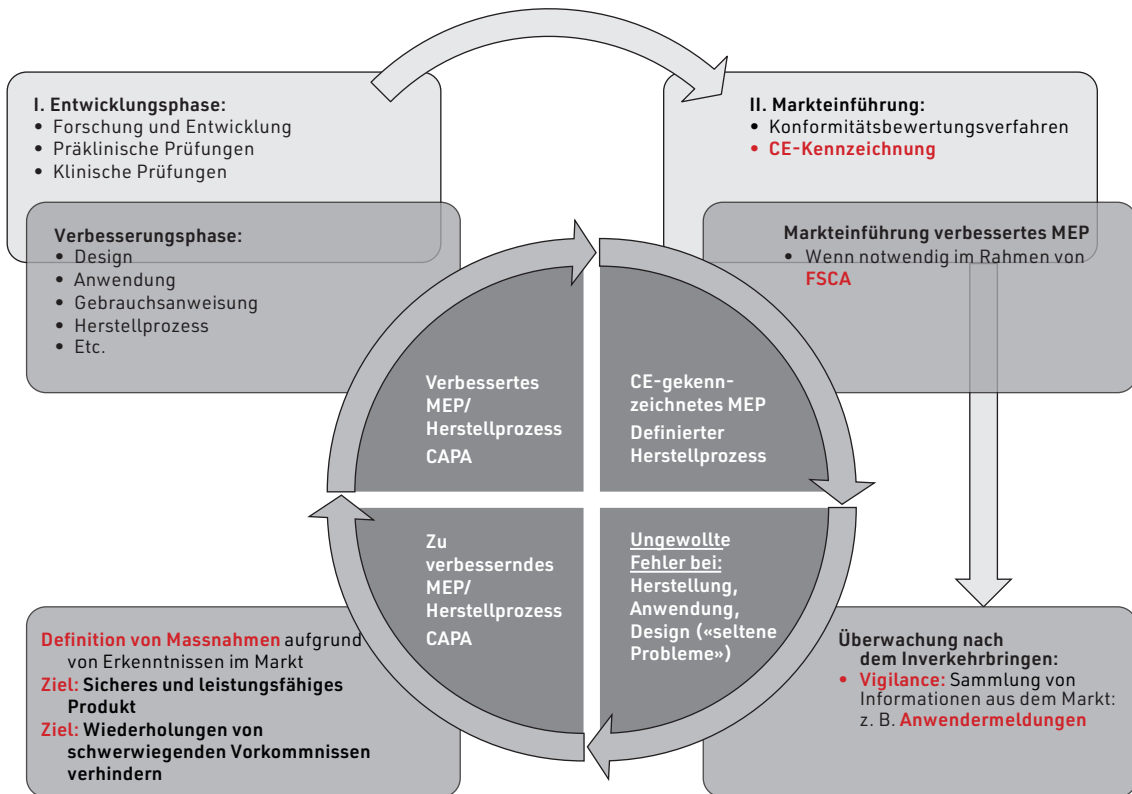 I. Entwicklungsphase:
• Forschung und Entwicklung
• Präklinische Prüfungen
• Klinische Prüfungen
II. Markteinführung:
• Konformitätsbewertungsverfahren
• CE-Kennzeichnung
Verbesserungsphase:
• Design
• Anwendung
• Gebrauchsanweisung
• Herstellprozess
• Etc.
Markteinführung verbessertes MEP
• Wenn notwendig im Rahmen von
FSCA
Verbessertes
MEP/
Herstellprozess
CAPA
CE-gekenn-
zeichnetes MEP
Definierter
Herstellprozess
Zu
verbesserndes
MEP/
Herstellprozess
CAPA
Ungewollte
Fehler bei:
Herstellung,
Anwendung,
Design («seltene
Probleme»)
Definition von Massnahmen aufgrund
von Erkenntnissen im Markt
Ziel: Sicheres und leistungsfähiges
Produkt
Ziel: Wiederholungen von
schwerwiegenden Vorkommnissen
verhindern
Überwachung nach
dem Inverkehrbringen:
• Vigilance: Sammlung von
Informationen aus dem Markt:
z. B. Anwendermeldungen